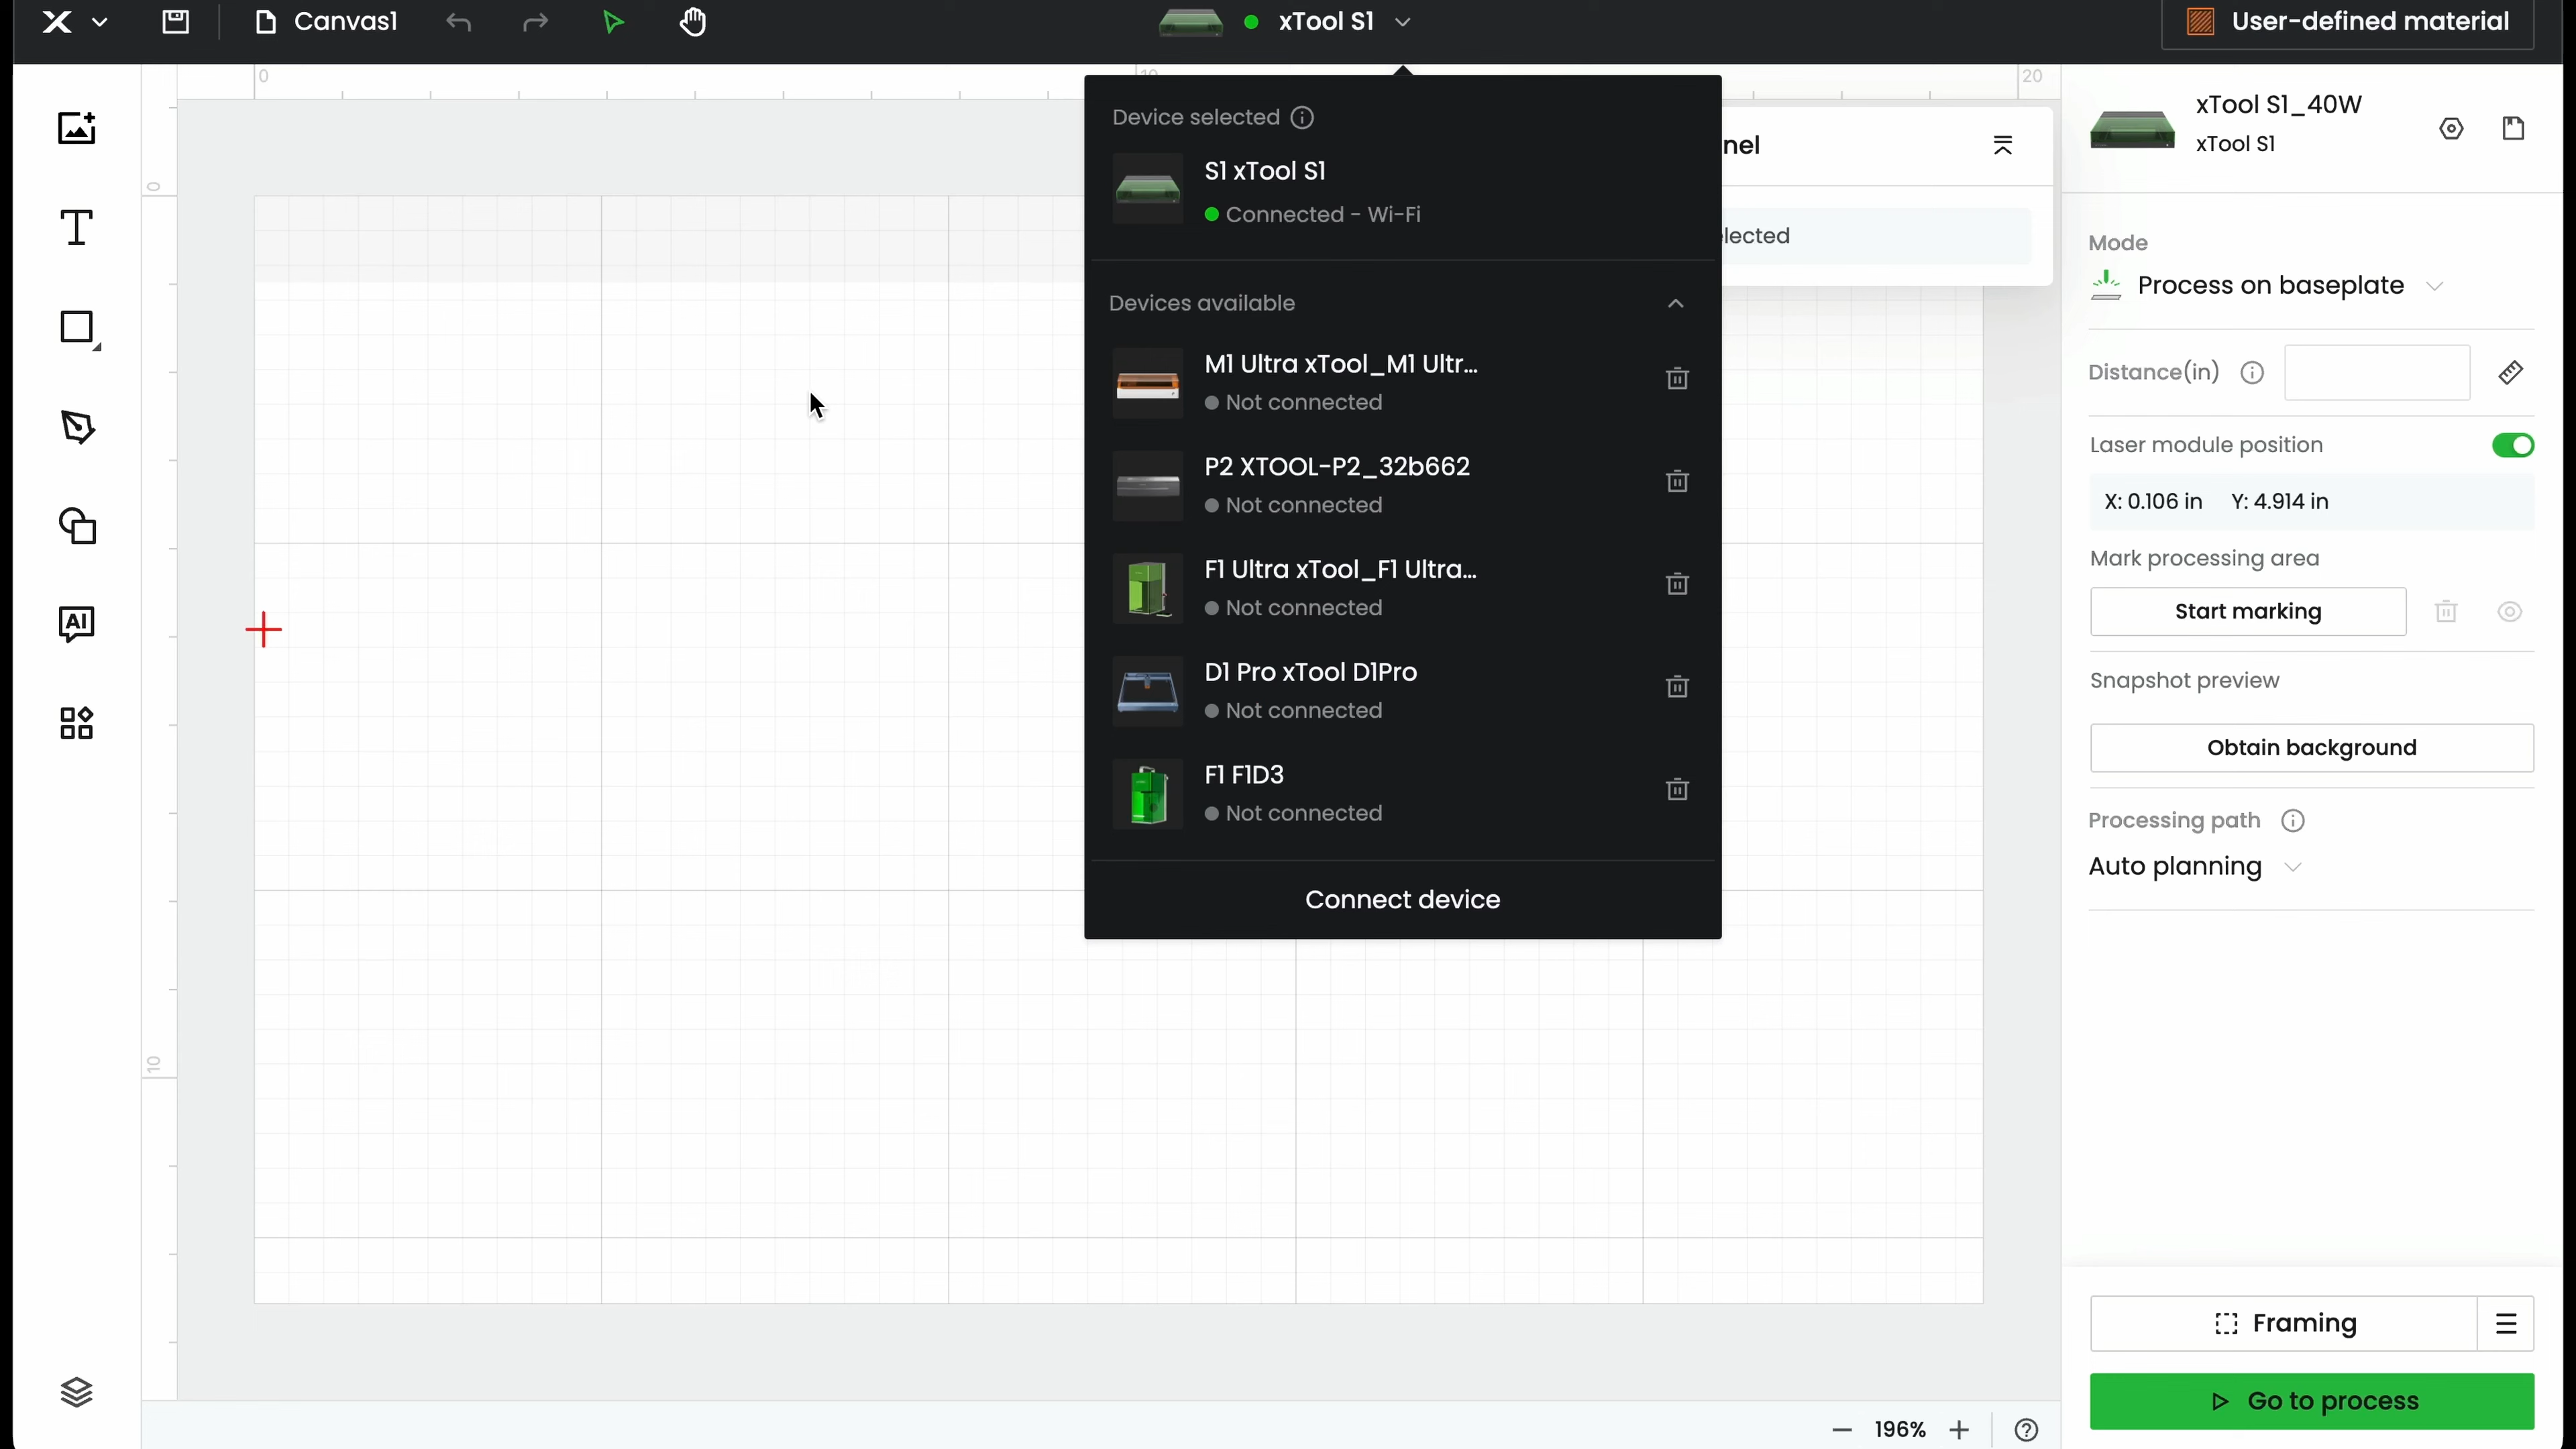 Canvas1
xTool S1
User-defined material
0
10
20
0
10
Device selected
S1 xTool S1
Connected - Wi-Fi
Devices available
M1 Ultra xTool_M1 Ultr...
Not connected
P2 XTOOL-P2_32b662
Not connected
F1 Ultra xTool_F1 Ultra...
Not connected
D1 Pro xTool D1Pro
Not connected
F1 F1D3
Not connected
Connect device
nel
lected
AI
xTool S1_40W
xTool S1
Mode
Process on baseplate
Distance(in)
Laser module position
X: 0.106 in Y: 4.914 in
Mark processing area
Start marking
Snapshot preview
Obtain background
Processing path
Auto planning
Framing
Go to process
196%